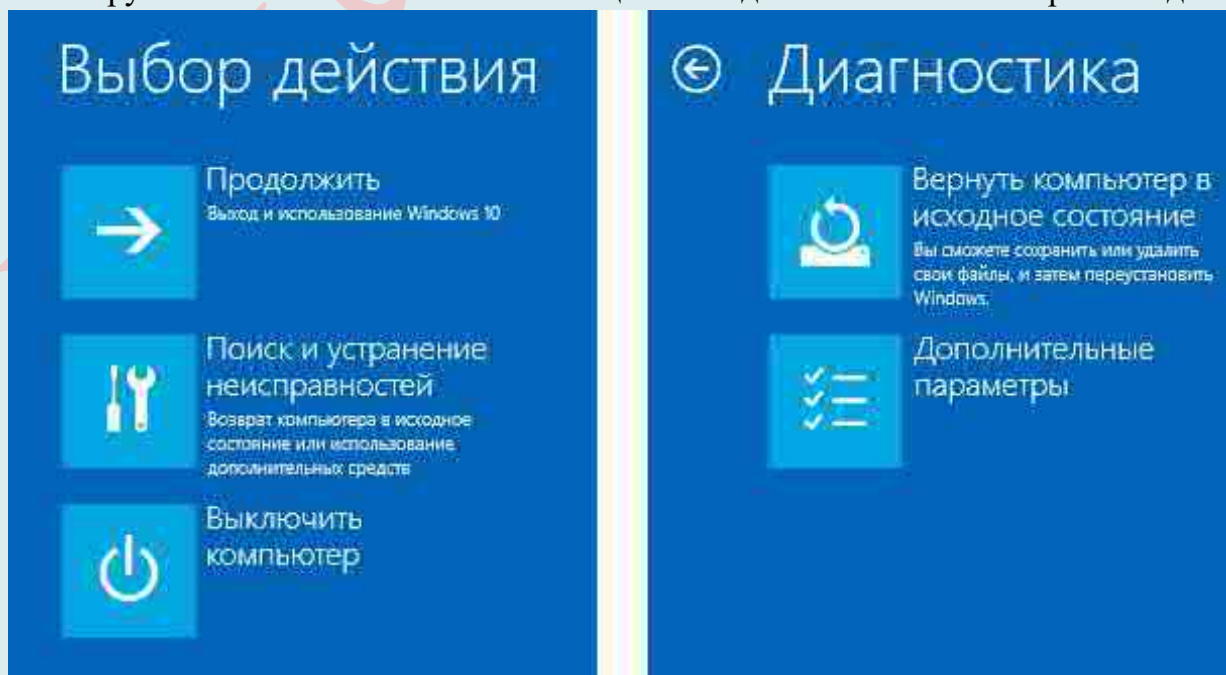 Выбор действия
Продолжить
Выход и использование Windows 10
Поиск и устранение
неисправностей
Возврат компьютера в исходное
состояние или использование
дополнительных средств
Выключить
компьютер
Диагностика
Вернуть компьютер в
исходное состояние
Вы сможете сохранить или удалить
свои файлы, и затем переустановить
Windows.
Дополнительные
параметры